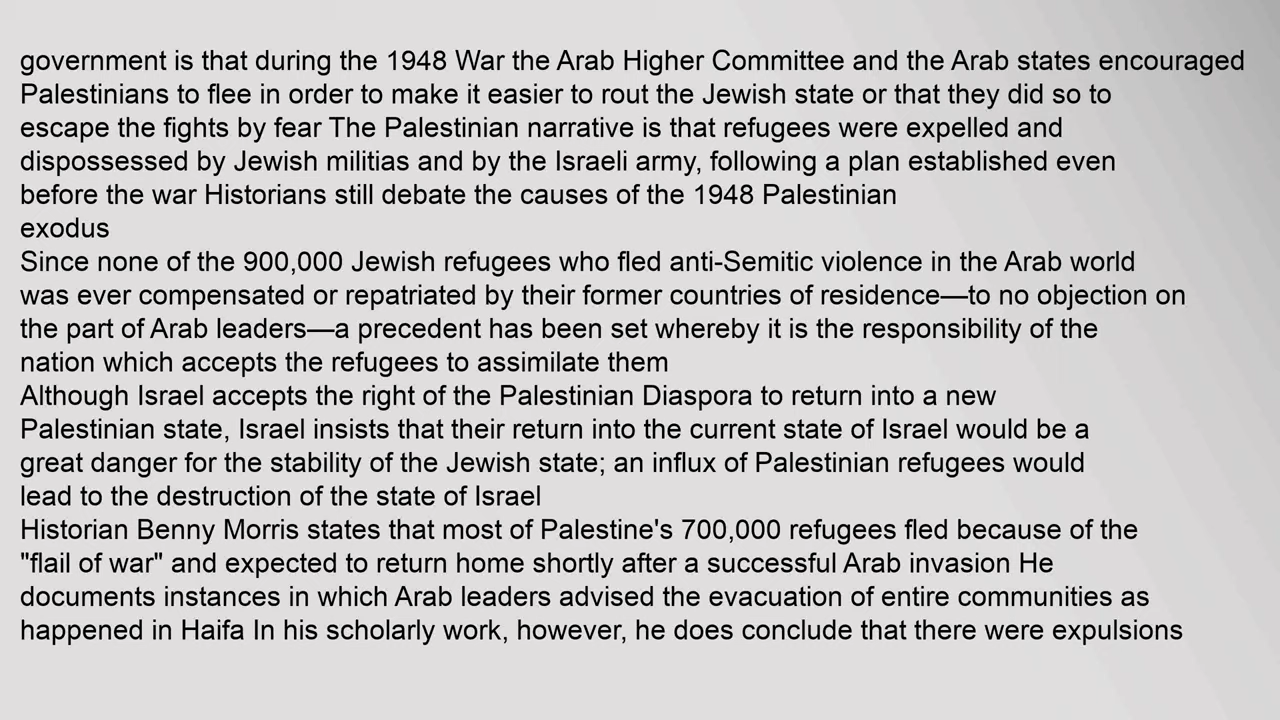 government is that during the 1948 War the Arab Higher Committee and the Arab states encouraged
Palestinians to flee in order to make it easier to rout the Jewish state or that they did so to
escape the fights by fear The Palestinian narrative is that refugees were expelled and
dispossessed by Jewish militias and by the Israeli army, following a plan established even
before the war Historians still debate the causes of the 1948 Palestinian
exodus
Since none of the 900,000 Jewish refugees who fled anti-Semitic violence in the Arab world
was ever compensated or repatriated by their former countries of residence—to no objection on
the part of Arab leaders—a precedent has been set whereby it is the responsibility of the
nation which accepts the refugees to assimilate them
Although Israel accepts the right of the Palestinian Diaspora to return into a new
Palestinian state, Israel insists that their return into the current state of Israel would be a
great danger for the stability of the Jewish state; an influx of Palestinian refugees would
lead to the destruction of the state of Israel
Historian Benny Morris states that most of Palestine's 700,000 refugees fled because of the
"flail of war" and expected to return home shortly after a successful Arab invasion He
documents instances in which Arab leaders advised the evacuation of entire communities as
happened in Haifa In his scholarly work, however, he does conclude that there were expulsions